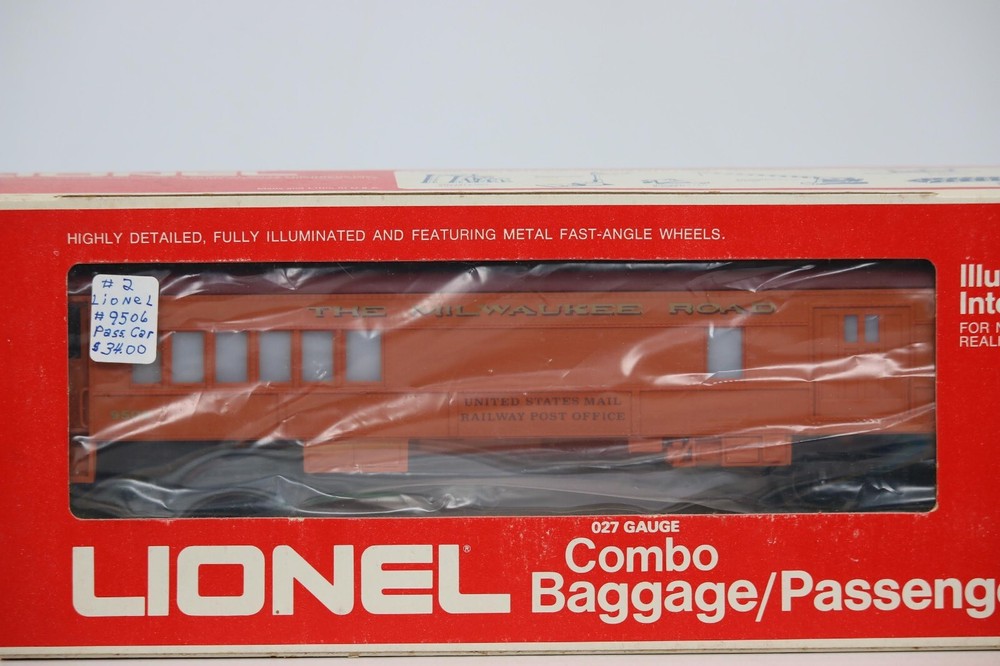 HIGHLY DETAILED, FULLY ILLUMINATED AND FEATURING METAL FAST-ANGLE WHEELS.
# 2
LIONEL
# 9506
Pass Car
$34.00
THE MILWAUKEE ROAD
UNITED STATES MAIL
RAILWAY POST OFFICE
Illu
Inte
FOR
REALI
027 GAUGE
LIONEL®
Combo
Baggage/Passeng